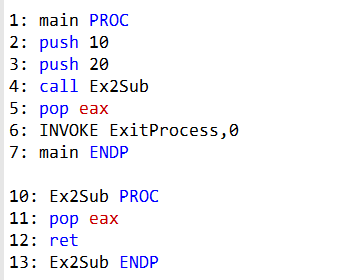 1: main PROC
2: push 10
3: push 20
4: call Ex2Sub
5: pop eax
6: INVOKE ExitProcess,0
7: main ENDP
10: Ex2Sub PROC
11: pop eax
12: ret
13: Ex2Sub ENDP